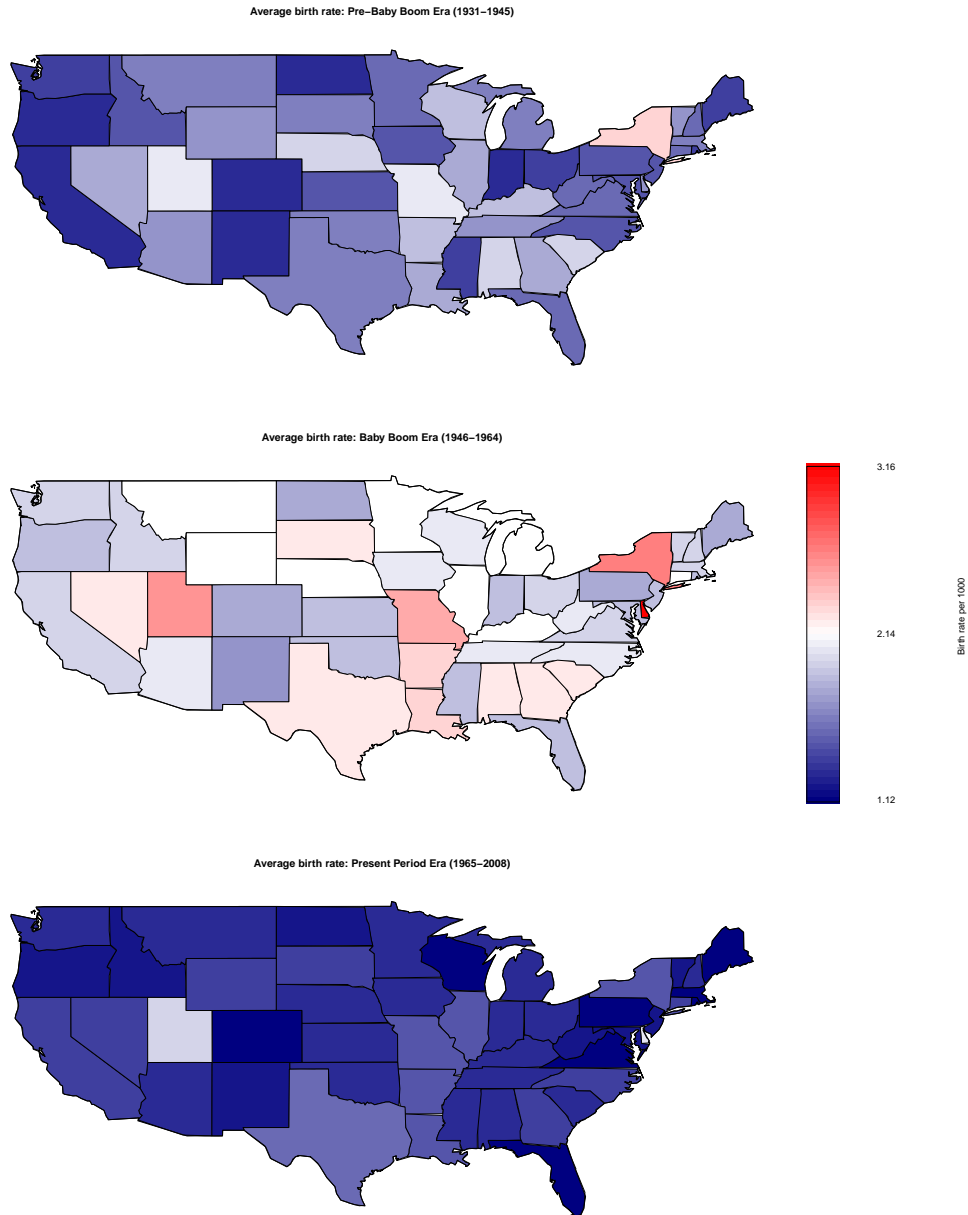 Average birth rate: Pre−Baby Boom Era (1931−1945)
Average birth rate: Baby Boom Era (1946−1964)
3.16
2.14
1.12
Birth rate per 1000
Average birth rate: Present Period Era (1965−2008)